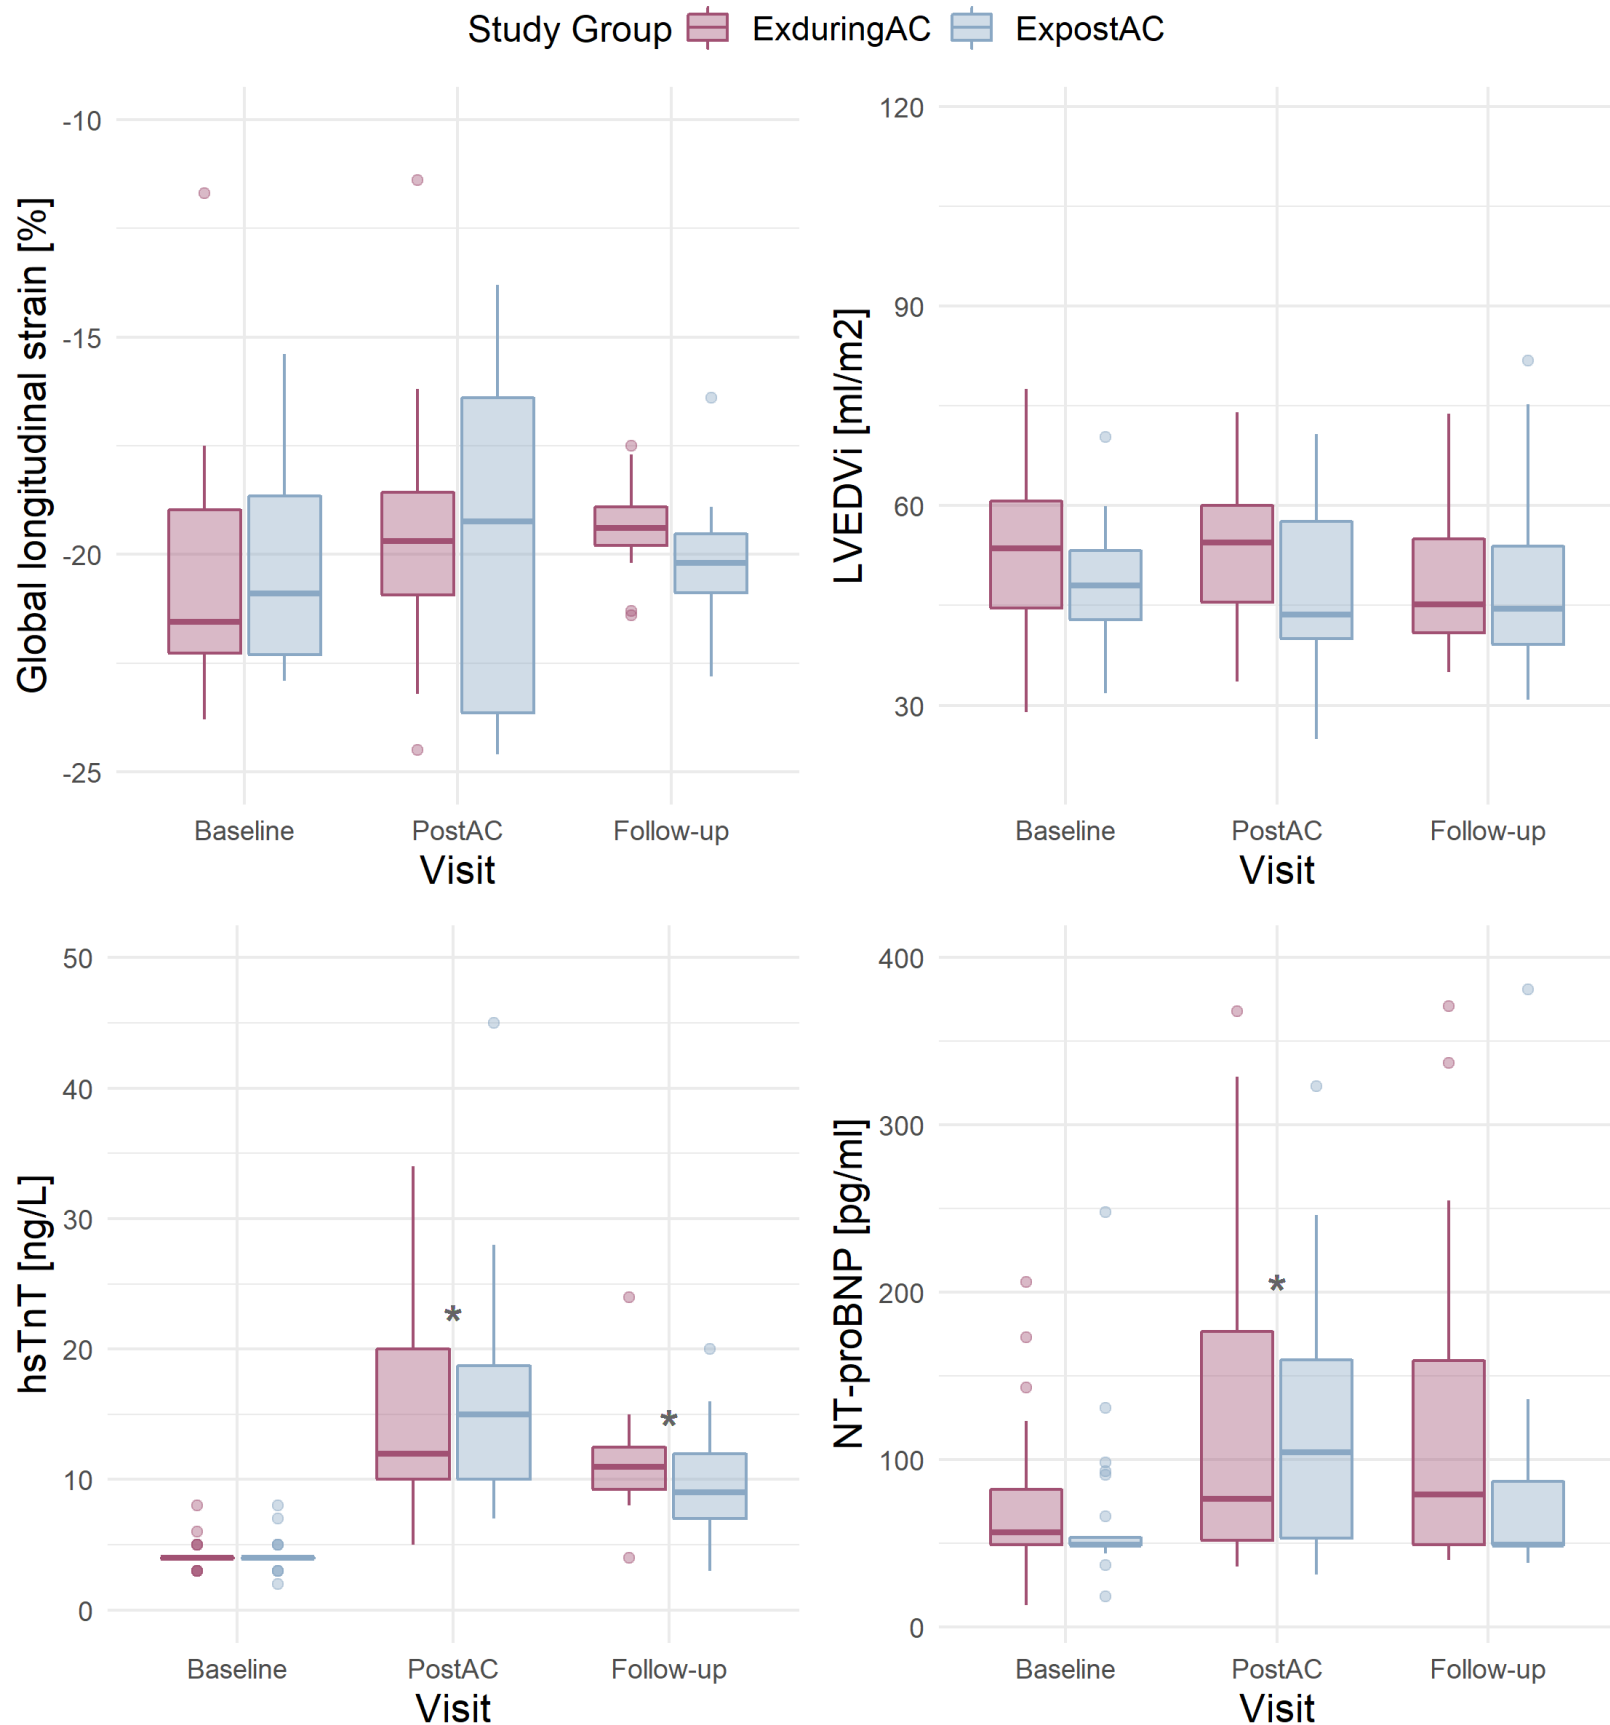 Study Group ExduringAC ExpostAC
Global longitudinal strain [%]
-10
-15
-20
-25
Baseline PostAC Follow-up
Visit
LVEDVi [ml/m2]
120
90
60
30
Baseline PostAC Follow-up
Visit
hsTnT [ng/L]
50
40
30
20
10
0
*
*
Baseline PostAC Follow-up
Visit
NT-proBNP [pg/ml]
400
300
200
100
0
*
Baseline PostAC Follow-up
Visit